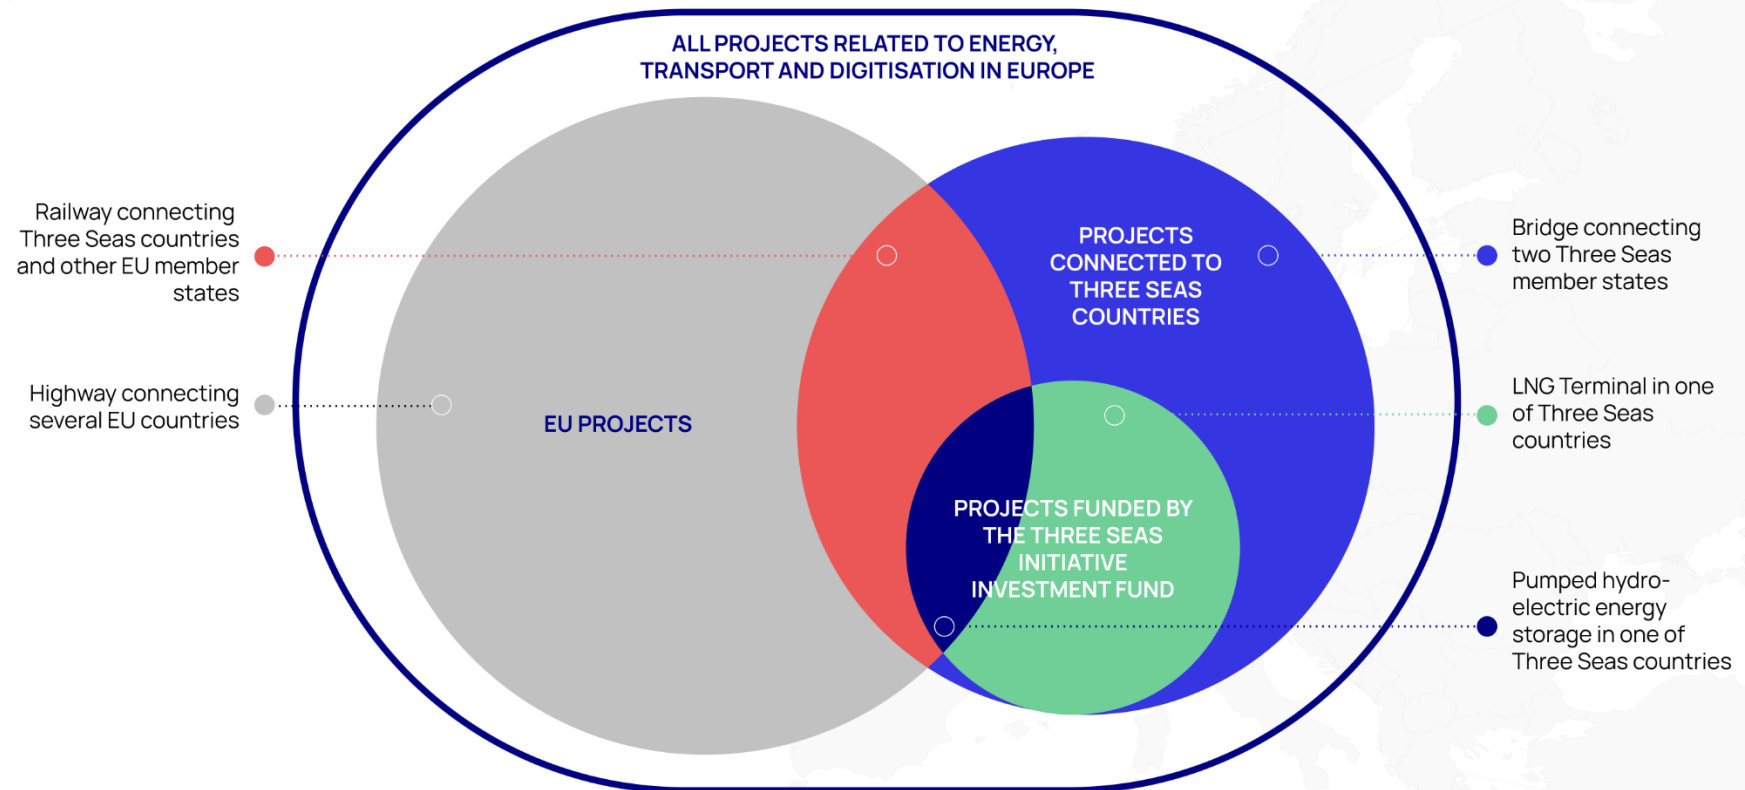 ALL PROJECTS RELATED TO ENERGY,
TRANSPORT AND DIGITISATION IN EUROPE
Railway connecting
Three Seas countries
and other EU member
states
Highway connecting
several EU countries
EU PROJECTS
PROJECTS
CONNECTED TO
THREE SEAS
COUNTRIES
PROJECTS FUNDED BY
THE THREE SEAS
INITIATIVE
INVESTMENT FUND
Bridge connecting
two Three Seas
member states
LNG Terminal in one
of Three Seas
countries
Pumped hydro-
electric energy
storage in one of
Three Seas countries